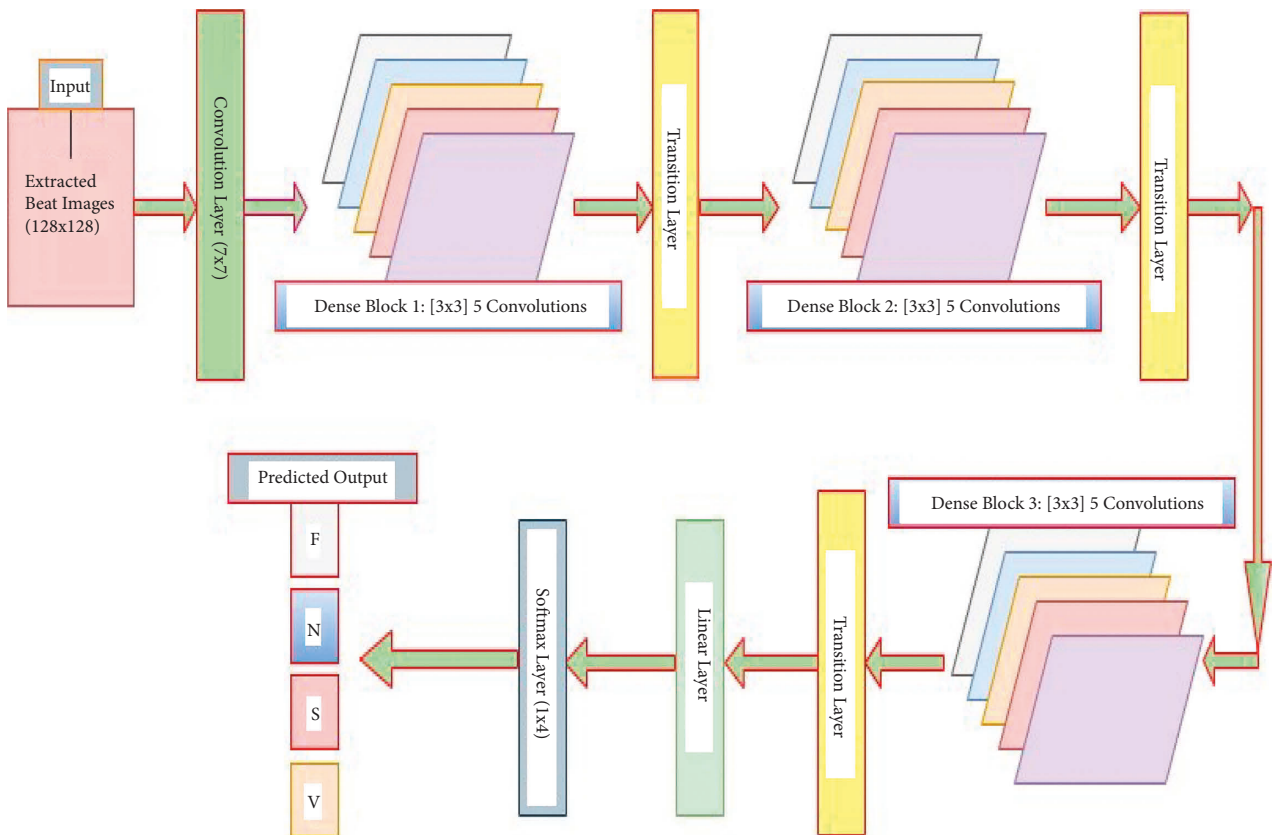 Input
Extracted
Beat Images
(128x128)
Convolution Layer (7x7)
Dense Block 1: [3x3] 5 Convolutions
Transition Layer
Dense Block 2: [3x3] 5 Convolutions
Transition Layer
Dense Block 3: [3x3] 5 Convolutions
Transition Layer
Linear Layer
Softmax Layer (1x4)
Predicted Output
F
N
S
V